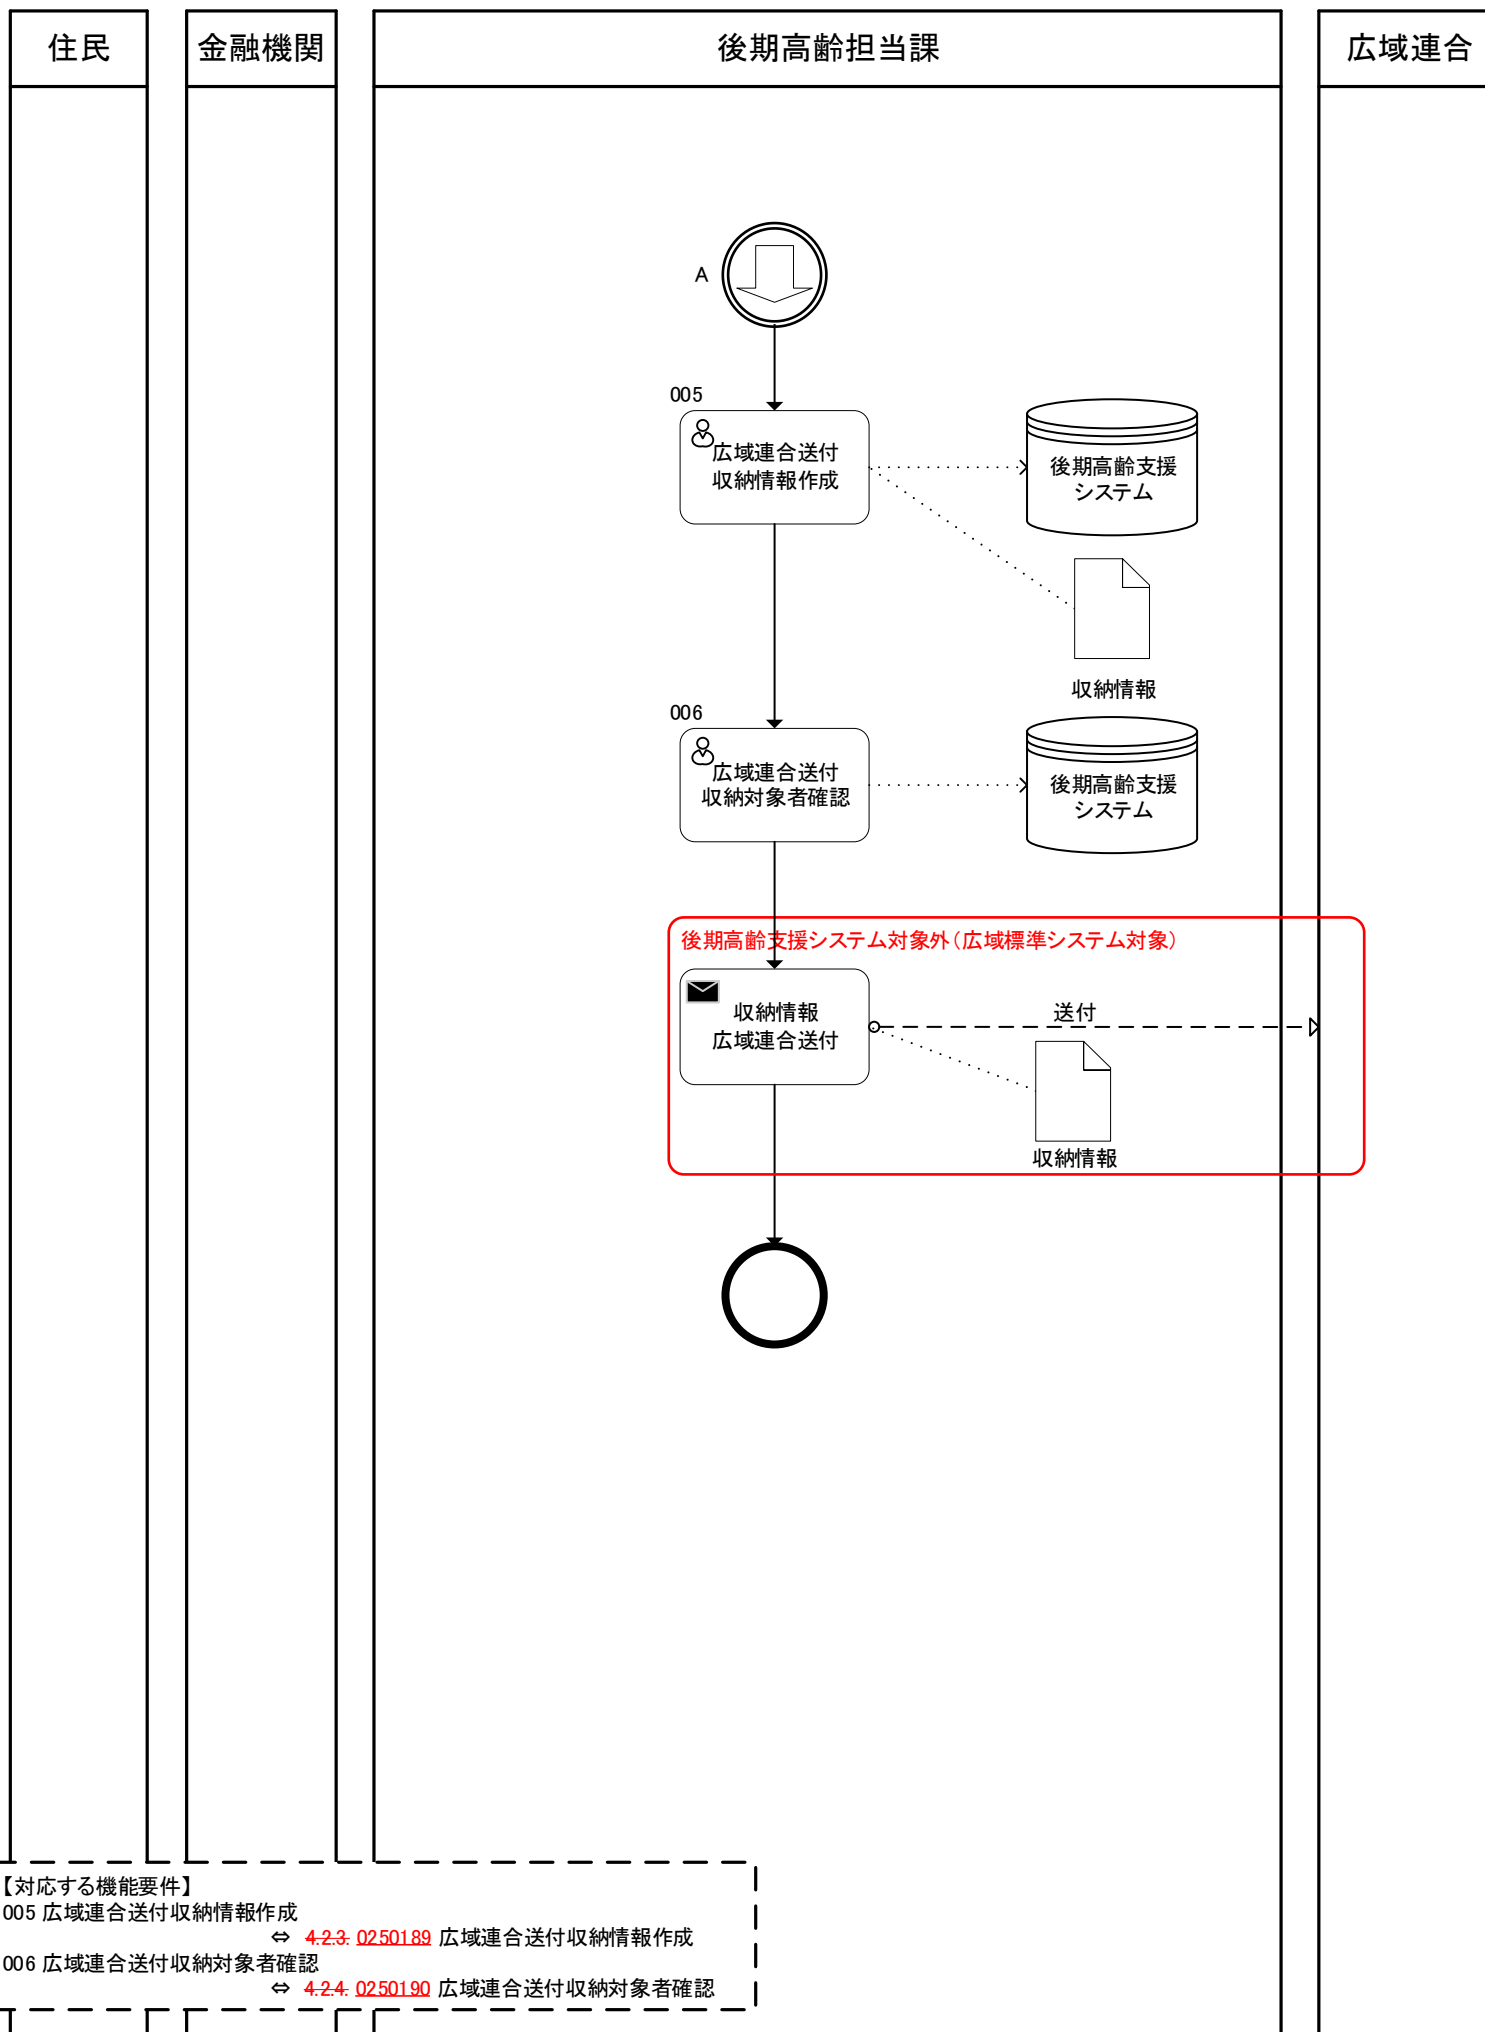 住民
金融機関
後期高齢担当課
広域連合
A
005
広域連合送付
収納情報作成
後期高齢支援
システム
収納情報
006
広域連合送付
収納対象者確認
後期高齢支援
システム
後期高齢支援システム対象外（広域標準システム対象）
収納情報
広域連合送付
送付
収納情報
【対応する機能要件】
005 広域連合送付収納情報作成
⇔ 4.2.3. 0250189 広域連合送付収納情報作成
006 広域連合送付収納対象者確認
⇔ 4.2.4. 0250190 広域連合送付収納対象者確認